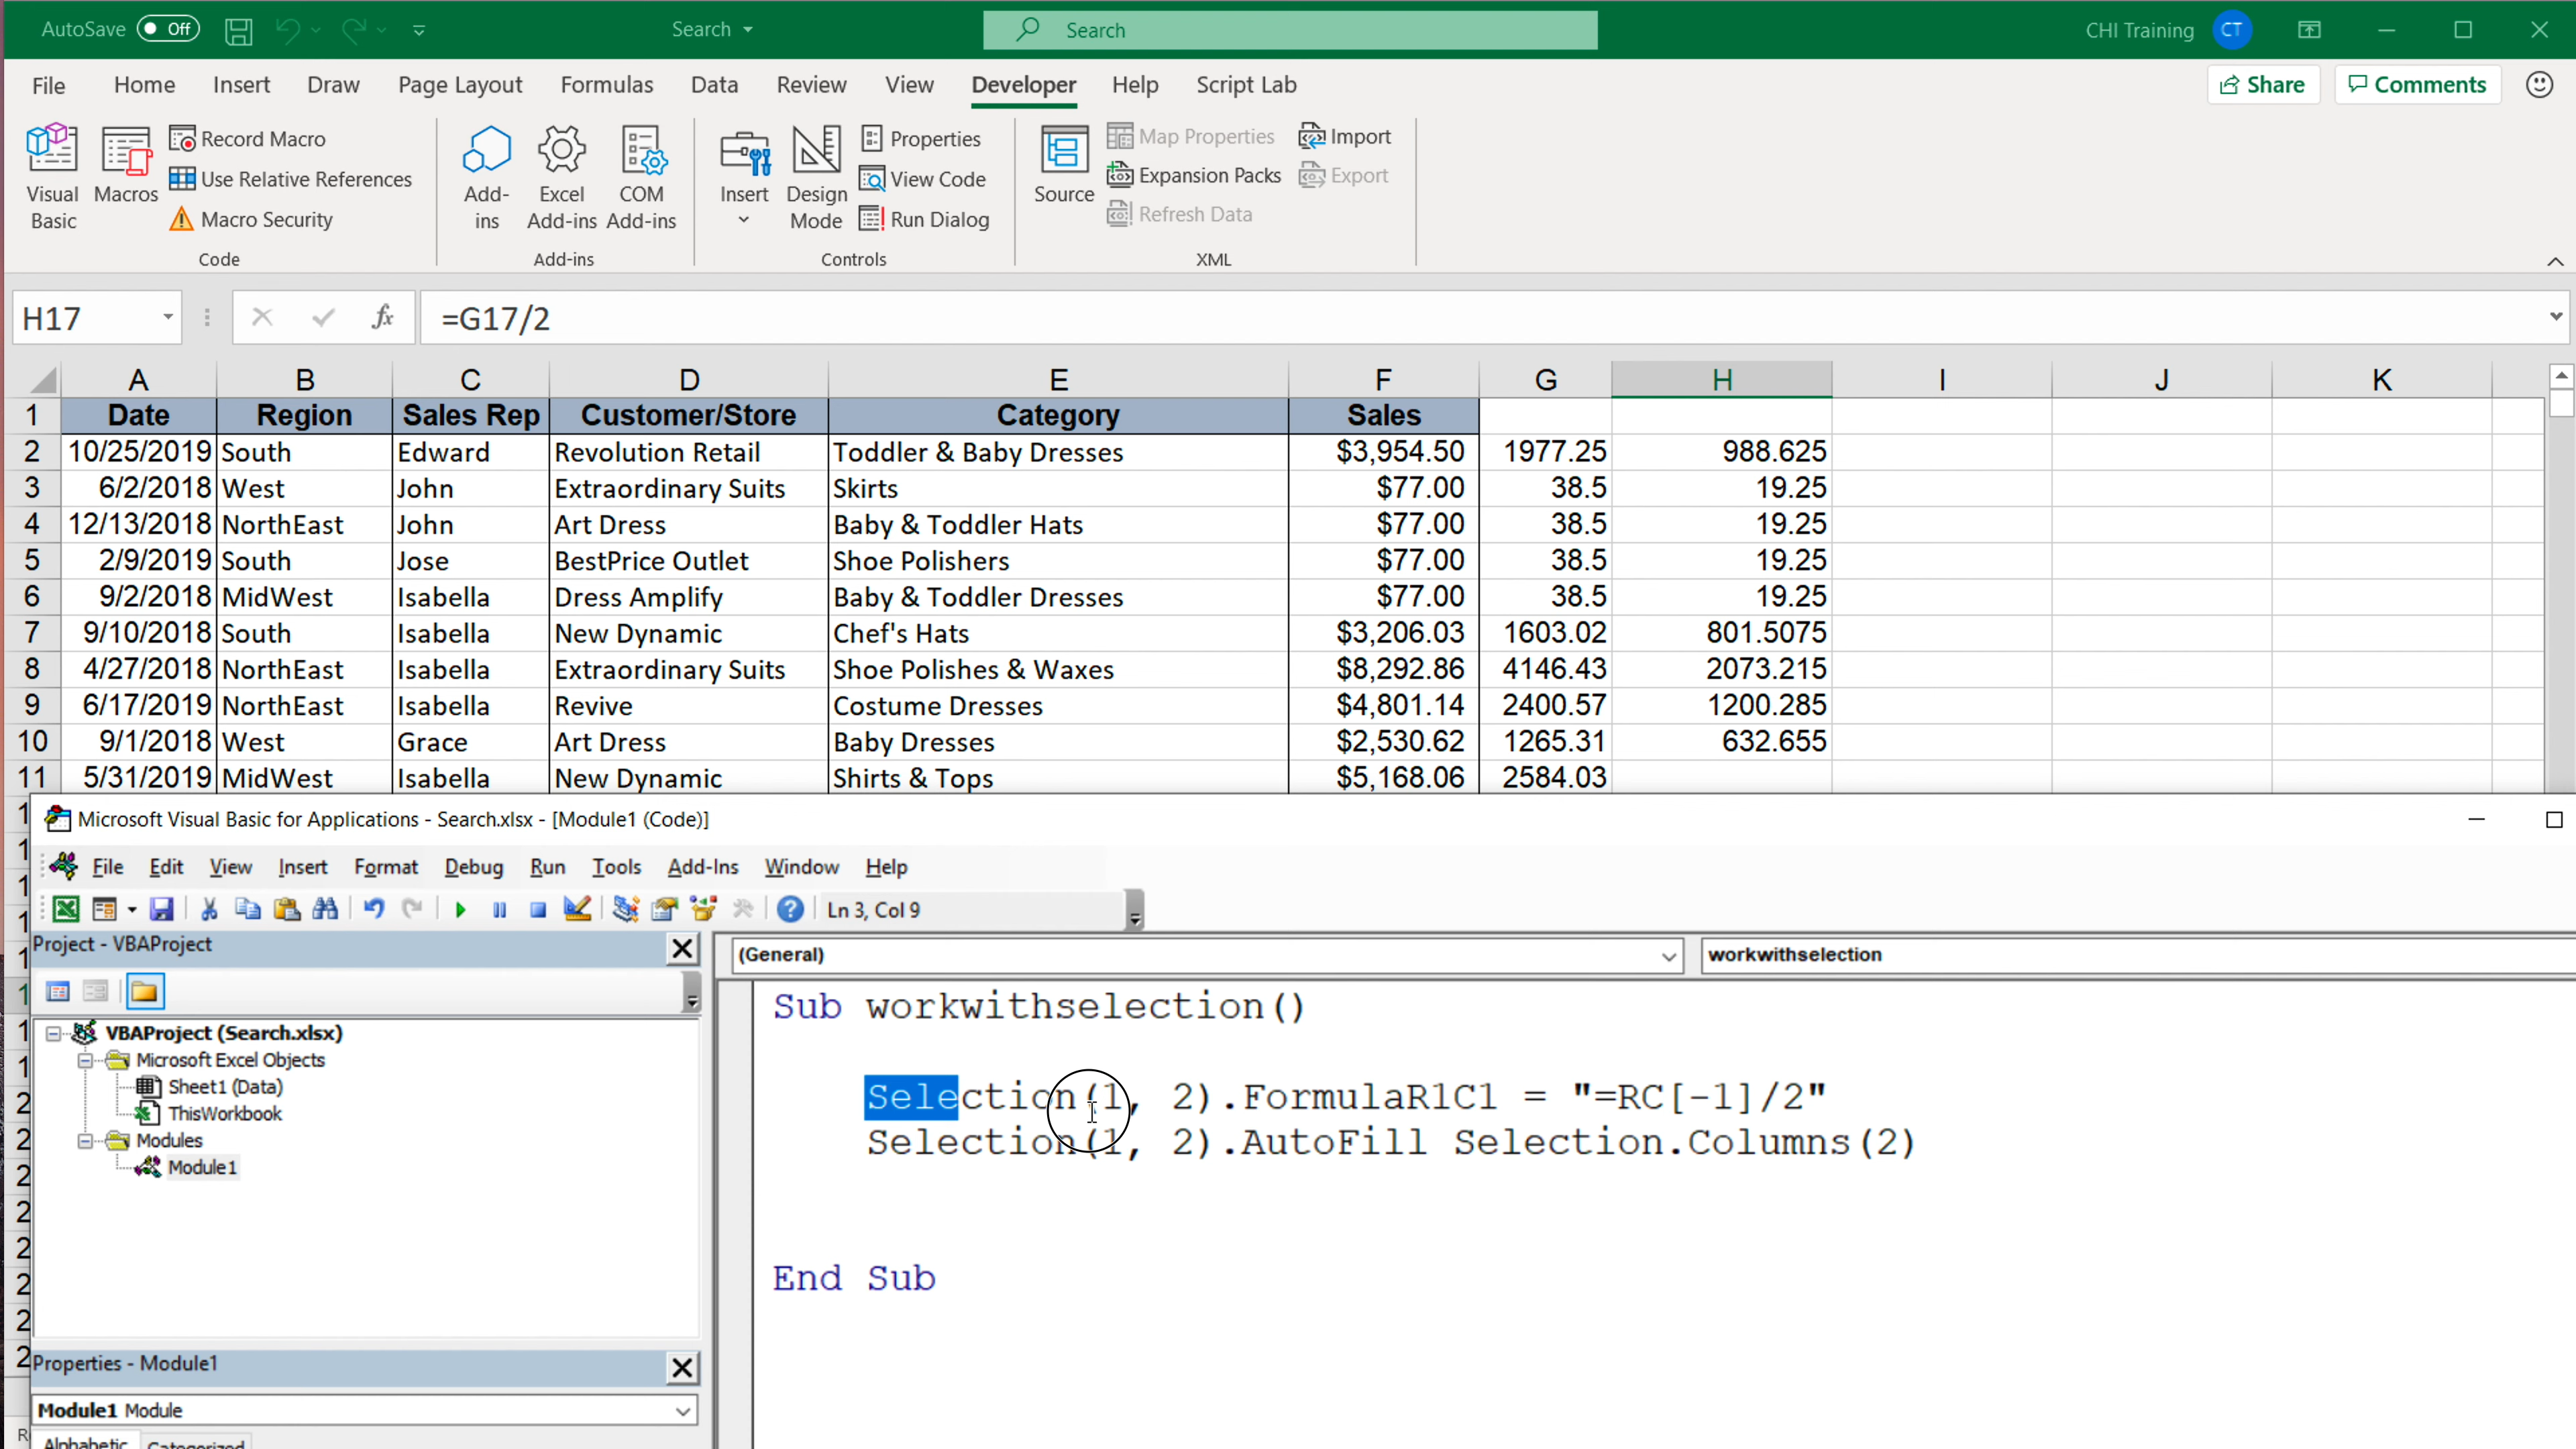 AutoSave Off Search Search CHI Training CT
File Home Insert Draw Page Layout Formulas Data Review View Developer Help Script Lab Share Comments
Visual Basic Macros Record Macro Use Relative References Macro Security
Add-ins Excel Add-ins COM Add-ins
Insert Design Mode Properties View Code Run Dialog
Source Map Properties Expansion Packs Refresh Data Import Export
Code Add-ins Controls XML
H17 fx =G17/2
A B C D E F G H I J K
1 Date Region Sales Rep Customer/Store Category Sales
2 10/25/2019 South Edward Revolution Retail Toddler & Baby Dresses $3,954.50 1977.25 988.625
3 6/2/2018 West John Extraordinary Suits Skirts $77.00 38.5 19.25
4 12/13/2018 NorthEast John Art Dress Baby & Toddler Hats $77.00 38.5 19.25
5 2/9/2019 South Jose BestPrice Outlet Shoe Polishers $77.00 38.5 19.25
6 9/2/2018 MidWest Isabella Dress Amplify Baby & Toddler Dresses $77.00 38.5 19.25
7 9/10/2018 South Isabella New Dynamic Chef's Hats $3,206.03 1603.02 801.5075
8 4/27/2018 NorthEast Isabella Extraordinary Suits Shoe Polishes & Waxes $8,292.86 4146.43 2073.215
9 6/17/2019 NorthEast Isabella Revive Costume Dresses $4,801.14 2400.57 1200.285
10 9/1/2018 West Grace Art Dress Baby Dresses $2,530.62 1265.31 632.655
11 5/31/2019 MidWest Isabella New Dynamic Shirts & Tops $5,168.06 2584.03
Microsoft Visual Basic for Applications - Search.xlsx - [Module1 (Code)]
File Edit View Insert Format Debug Run Tools Add-Ins Window Help
Ln 3, Col 9
Project - VBAProject
VBAProject (Search.xlsx)
Microsoft Excel Objects
Sheet1 (Data)
ThisWorkbook
Modules
Module1
Properties - Module1
Module1 Module
Alphabetic Categorized
(General) workwithselection
Sub workwithselection()
Selection(1, 2).FormulaR1C1 = "=RC[-1]/2"
Selection(1, 2).AutoFill Selection.Columns(2)
End Sub